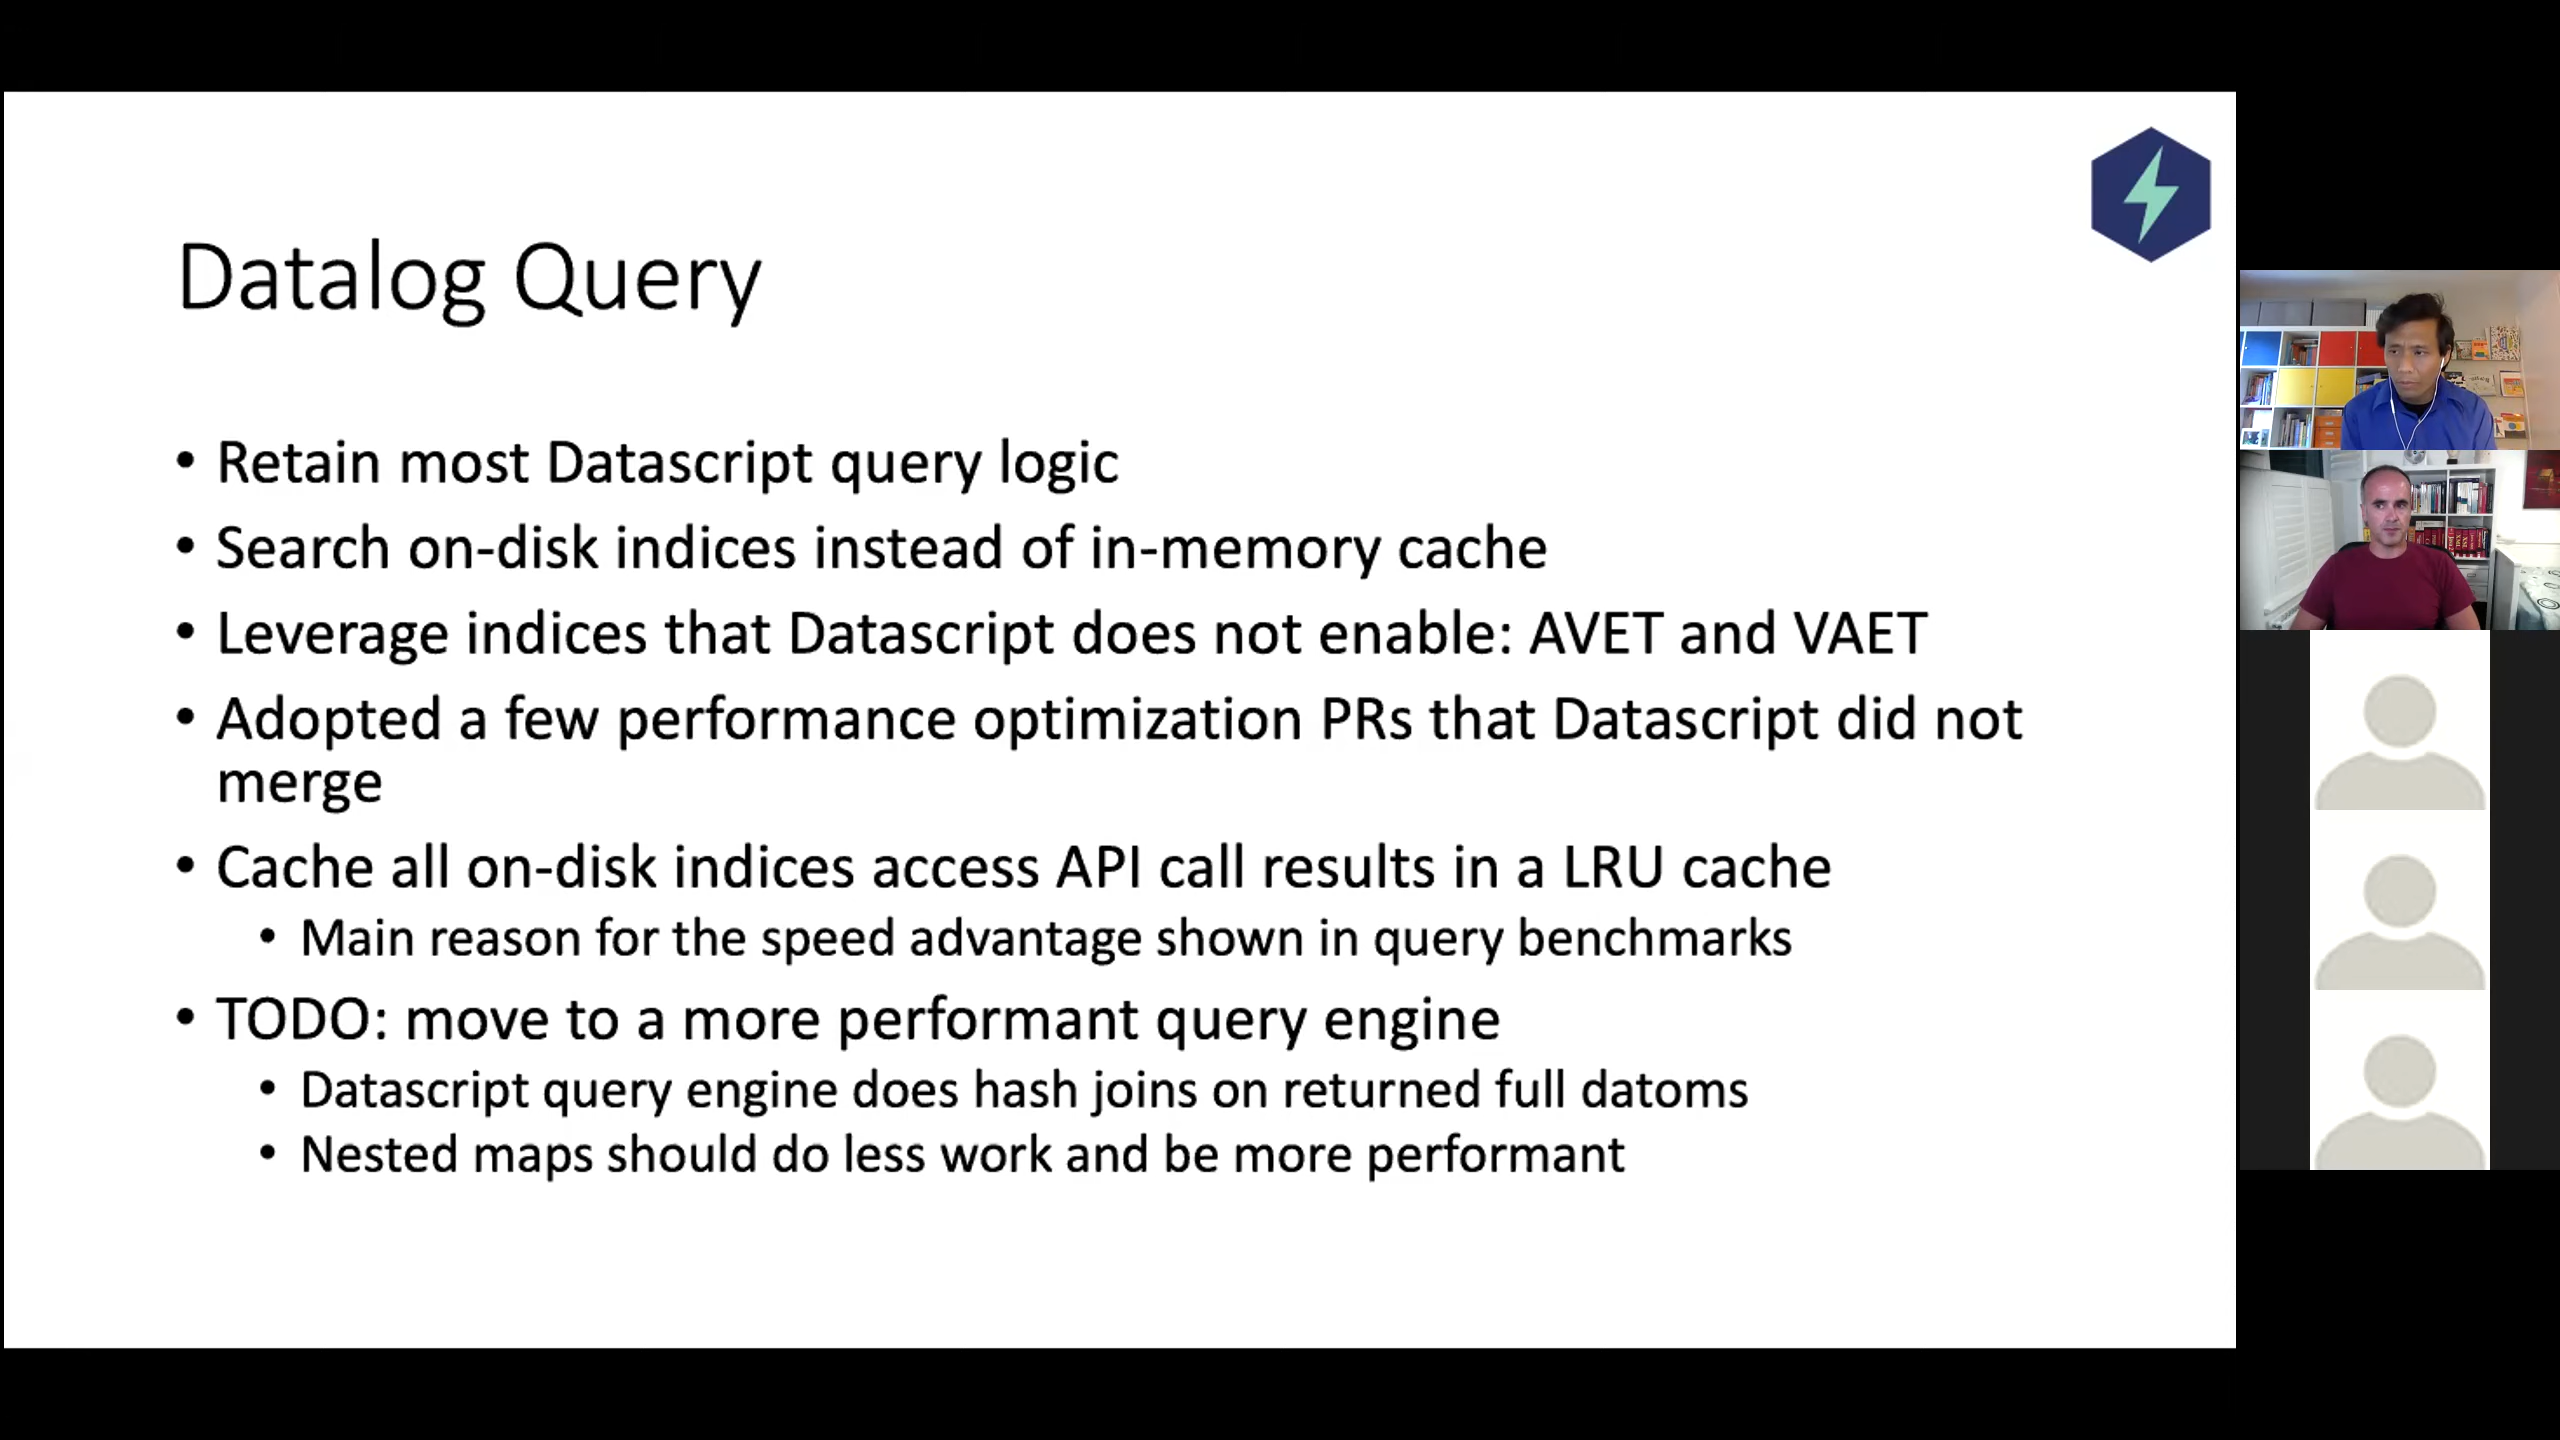 Datalog Query
• Retain most Datascript query logic
• Search on-disk indices instead of in-memory cache
• Leverage indices that Datascript does not enable: AVET and VAET
• Adopted a few performance optimization PRs that Datascript did not
merge
• Cache all on-disk indices access API call results in a LRU cache
• Main reason for the speed advantage shown in query benchmarks
• TODO: move to a more performant query engine
• Datascript query engine does hash joins on returned full datoms
• Nested maps should do less work and be more performant